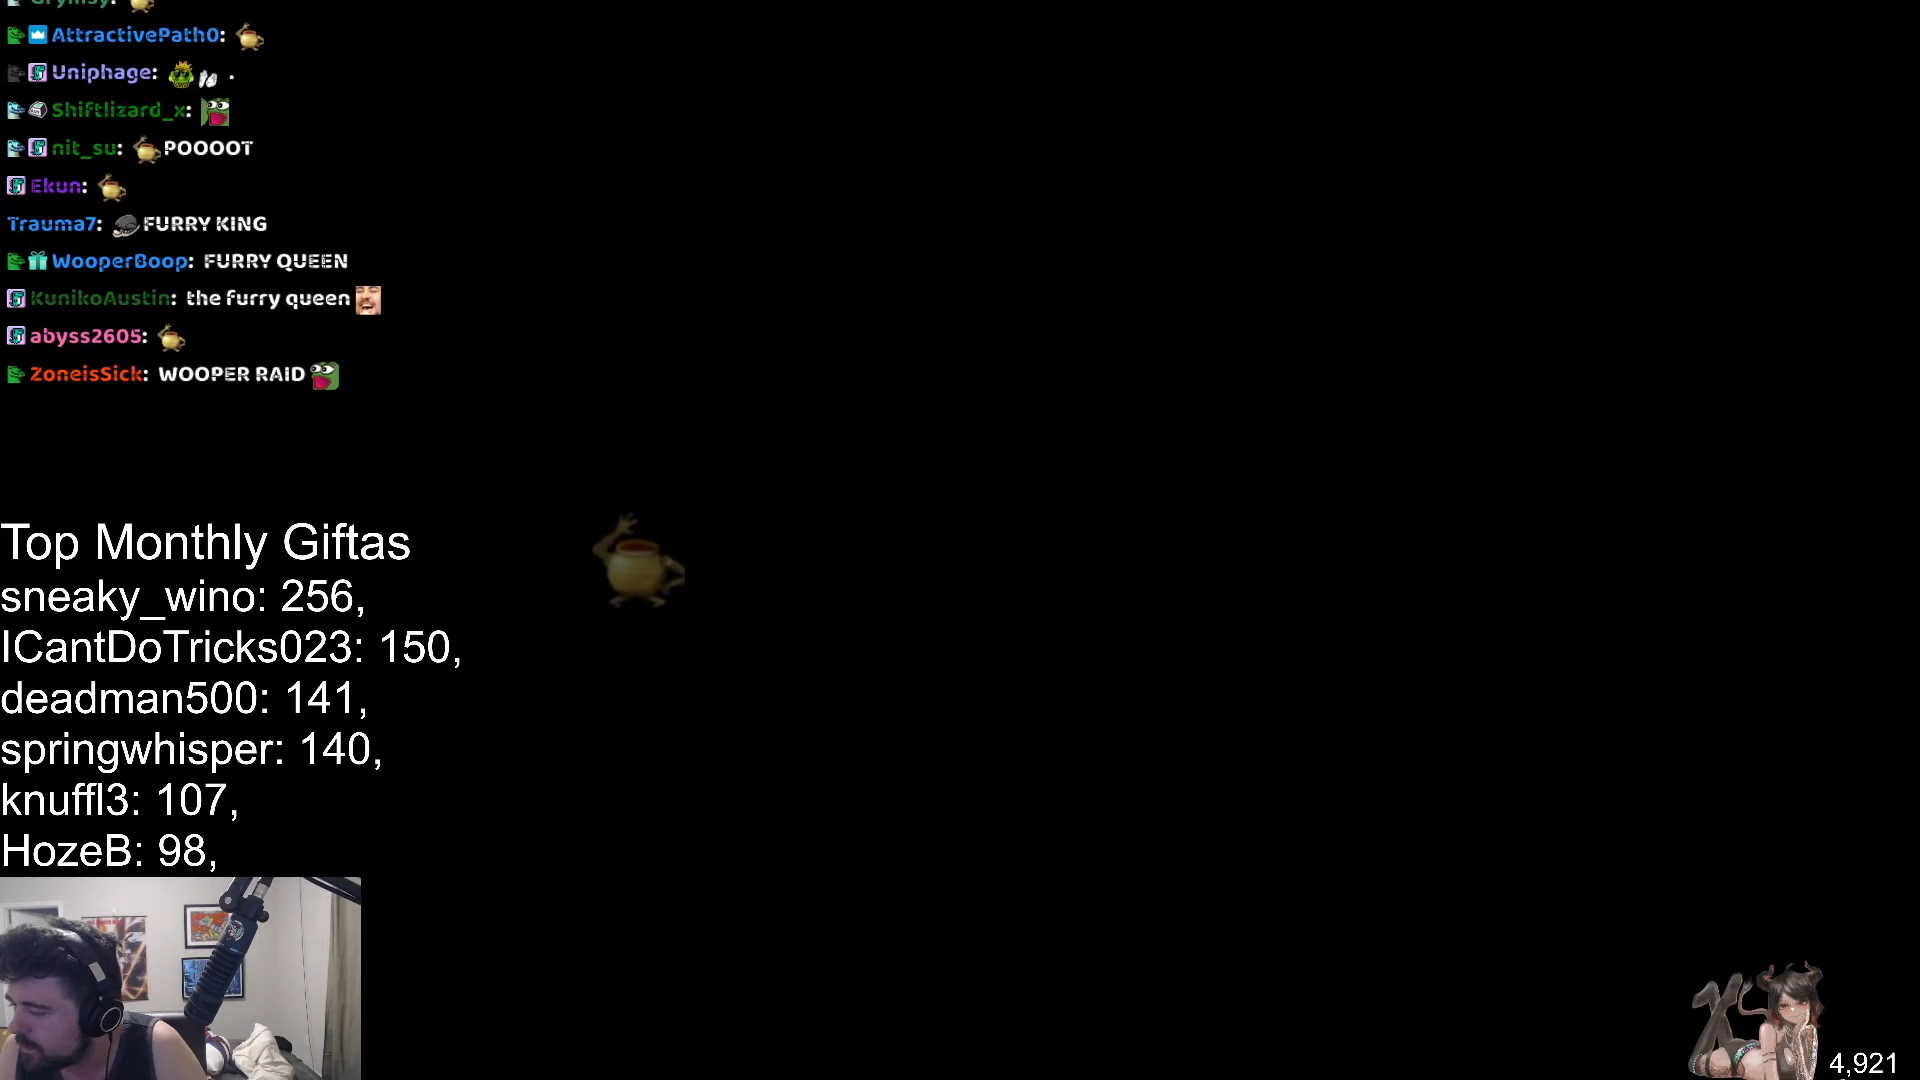 Grymsy:
AttractivePath0:
Uniphage: .
Shiftlizard_x:
nit_su: POOOOT
Ekun:
Trauma7: FURRY KING
WooperBoop: FURRY QUEEN
KunikoAustin: the furry queen
abyss2605:
ZoneisSick: WOOPER RAID
Top Monthly Giftas
sneaky_wino: 256,
ICantDoTricks023: 150,
deadman500: 141,
springwhisper: 140,
knuffl3: 107,
HozeB: 98,
4,921